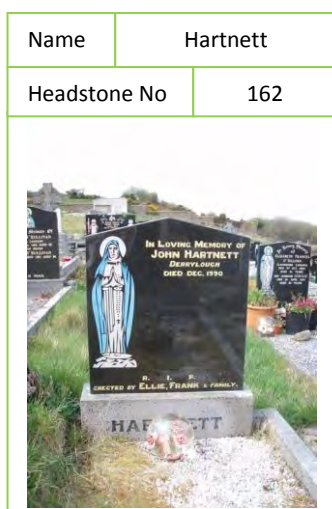 Name Hartnett
Headstone No 162
IN LOVING MEMORY OF
JOHN HARTNETT
DERRYLOUGH
DIED DEC. 1990
R. I. P.
ERECTED BY ELLIE, FRANK & FAMILY.
HARTNETT